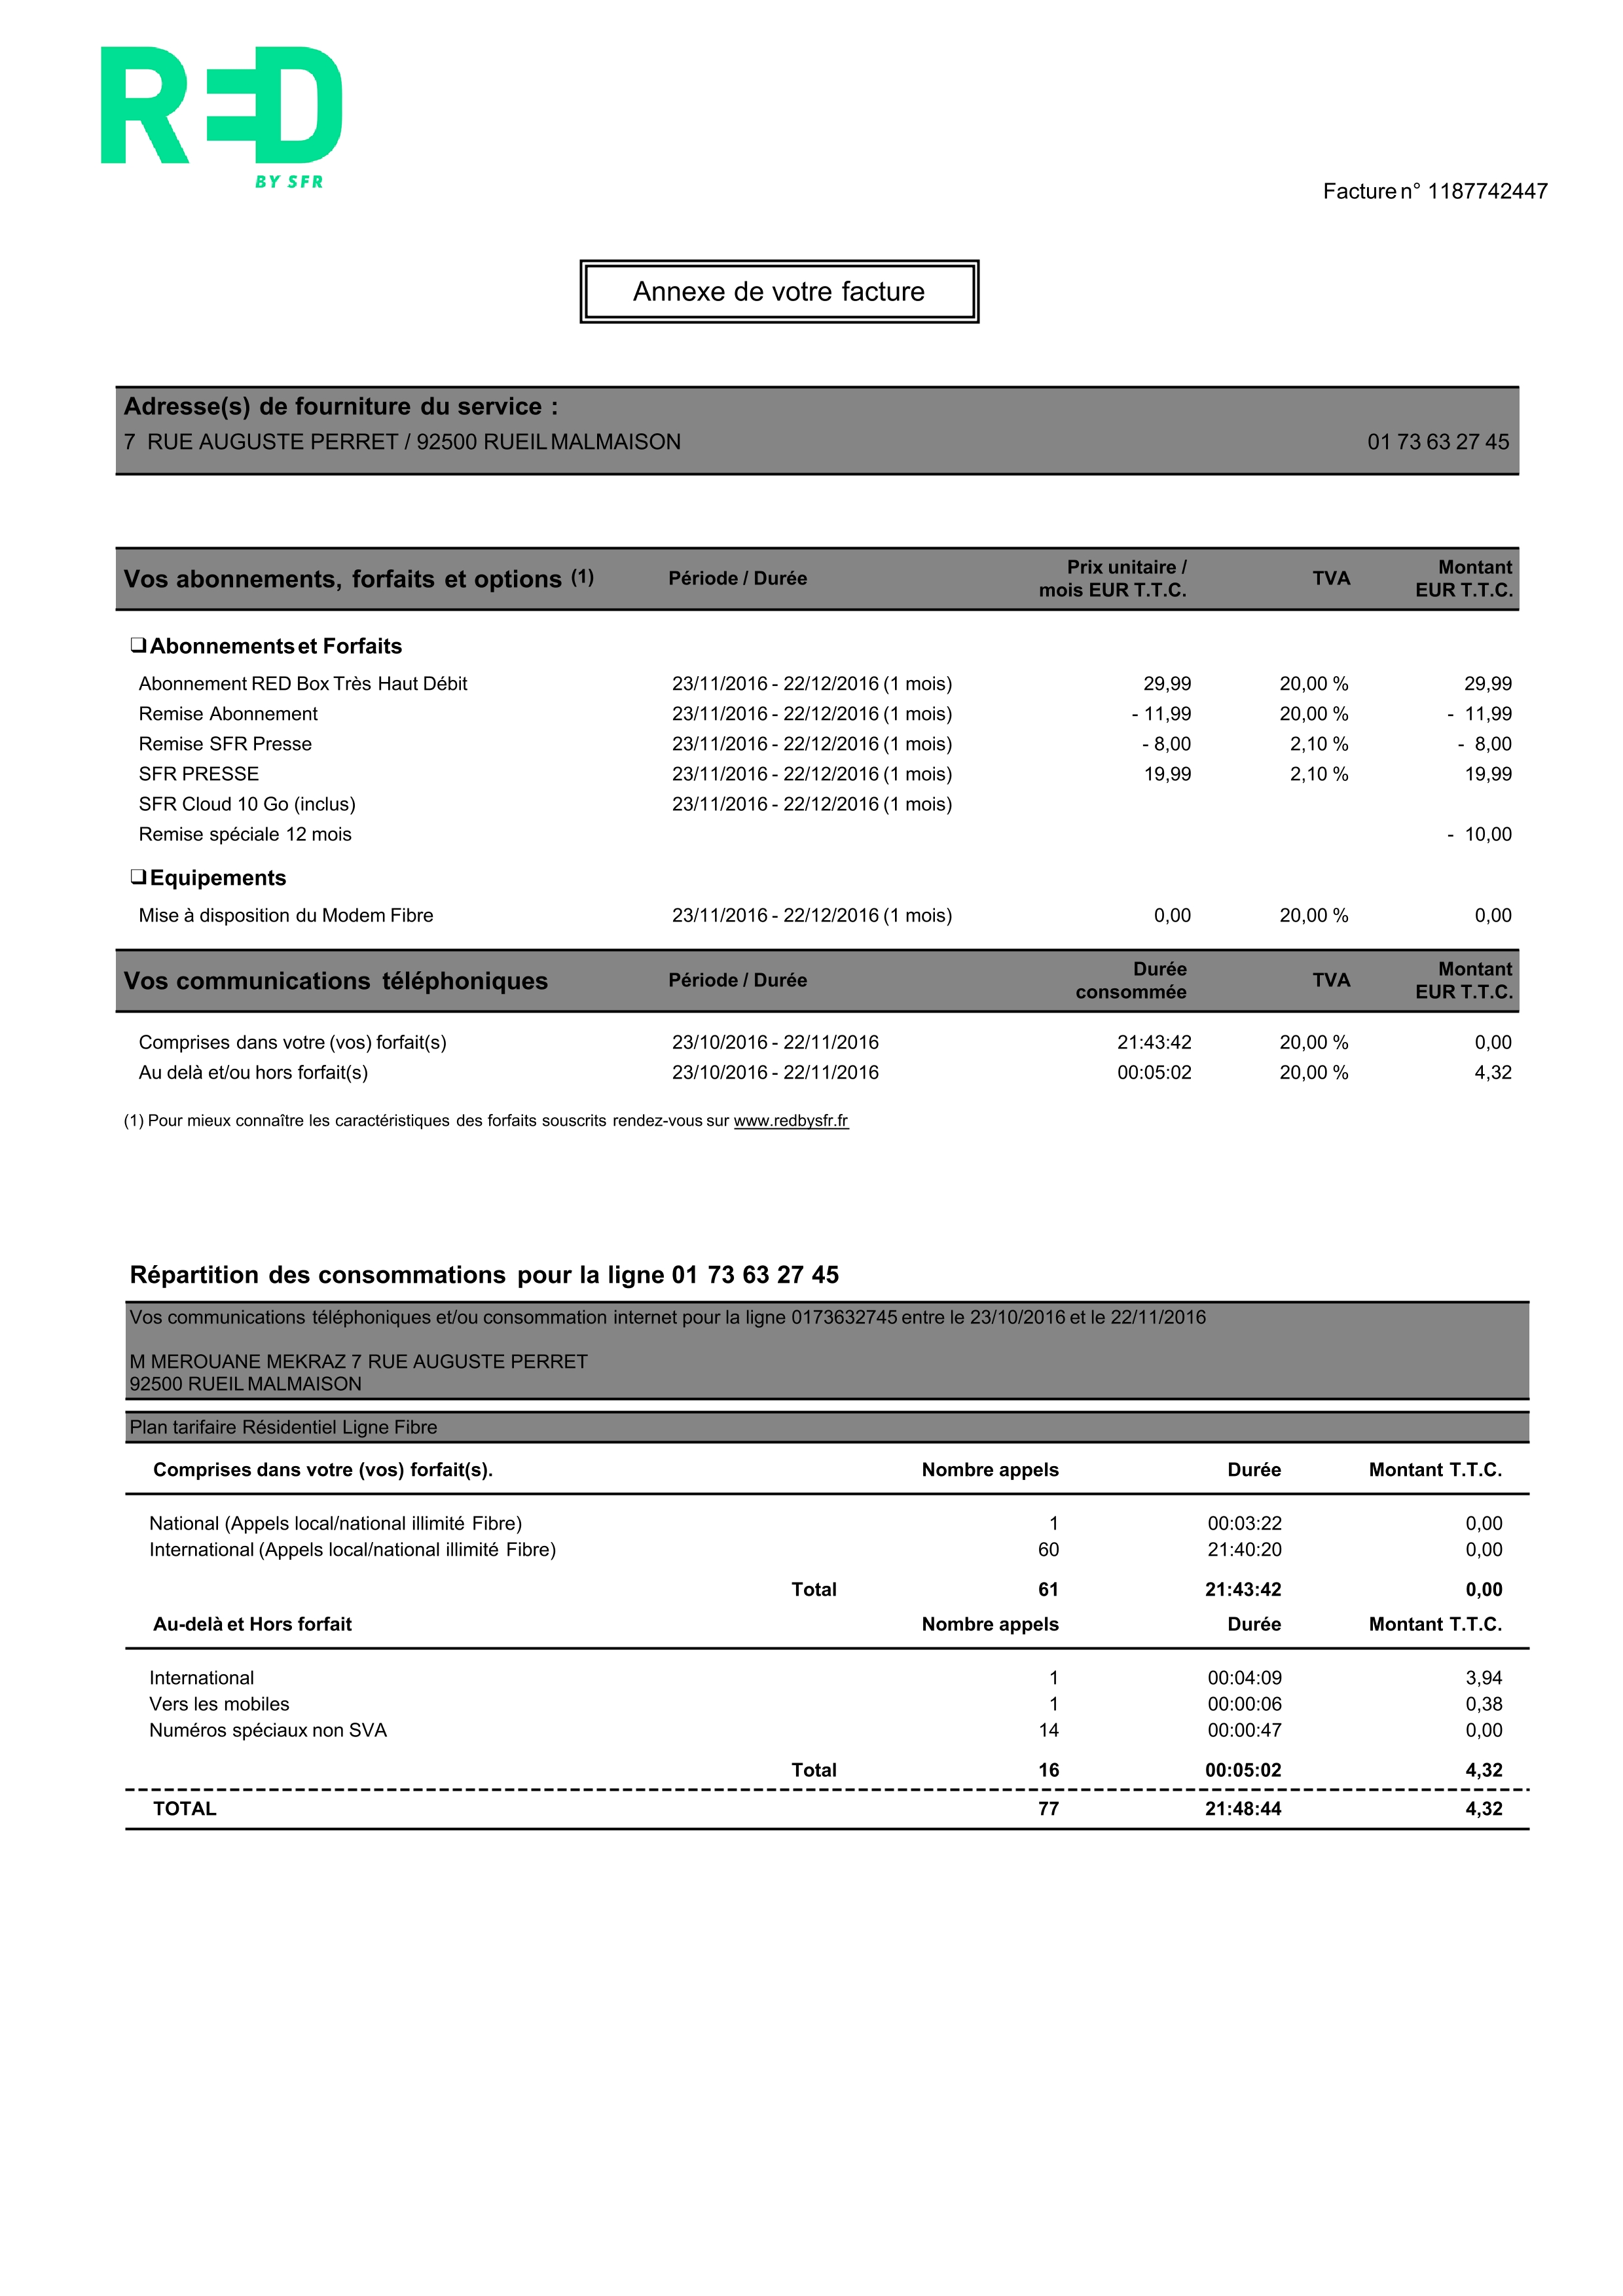 RED
BY SFR
Facture n° 1187742447
Annexe de votre facture
Adresse(s) de fourniture du service :
7 RUE AUGUSTE PERRET / 92500 RUEIL MALMAISON 01 73 63 27 45
Vos abonnements, forfaits et options (1) Période / Durée Prix unitaire / mois EUR T.T.C. TVA Montant EUR T.T.C.
❑ Abonnements et Forfaits
Abonnement RED Box Très Haut Débit 23/11/2016 - 22/12/2016 (1 mois) 29,99 20,00 % 29,99
Remise Abonnement 23/11/2016 - 22/12/2016 (1 mois) - 11,99 20,00 % - 11,99
Remise SFR Presse 23/11/2016 - 22/12/2016 (1 mois) - 8,00 2,10 % - 8,00
SFR PRESSE 23/11/2016 - 22/12/2016 (1 mois) 19,99 2,10 % 19,99
SFR Cloud 10 Go (inclus) 23/11/2016 - 22/12/2016 (1 mois)
Remise spéciale 12 mois - 10,00
❑ Equipements
Mise à disposition du Modem Fibre 23/11/2016 - 22/12/2016 (1 mois) 0,00 20,00 % 0,00
Vos communications téléphoniques Période / Durée Durée consommée TVA Montant EUR T.T.C.
Comprises dans votre (vos) forfait(s) 23/10/2016 - 22/11/2016 21:43:42 20,00 % 0,00
Au delà et/ou hors forfait(s) 23/10/2016 - 22/11/2016 00:05:02 20,00 % 4,32
(1) Pour mieux connaître les caractéristiques des forfaits souscrits rendez-vous sur www.redbysfr.fr
Répartition des consommations pour la ligne 01 73 63 27 45
Vos communications téléphoniques et/ou consommation internet pour la ligne 0173632745 entre le 23/10/2016 et le 22/11/2016
M MEROUANE MEKRAZ 7 RUE AUGUSTE PERRET
92500 RUEIL MALMAISON
Plan tarifaire Résidentiel Ligne Fibre
Comprises dans votre (vos) forfait(s). Nombre appels Durée Montant T.T.C.
National (Appels local/national illimité Fibre) 1 00:03:22 0,00
International (Appels local/national illimité Fibre) 60 21:40:20 0,00
Total 61 21:43:42 0,00
Au-delà et Hors forfait Nombre appels Durée Montant T.T.C.
International 1 00:04:09 3,94
Vers les mobiles 1 00:00:06 0,38
Numéros spéciaux non SVA 14 00:00:47 0,00
Total 16 00:05:02 4,32
TOTAL 77 21:48:44 4,32